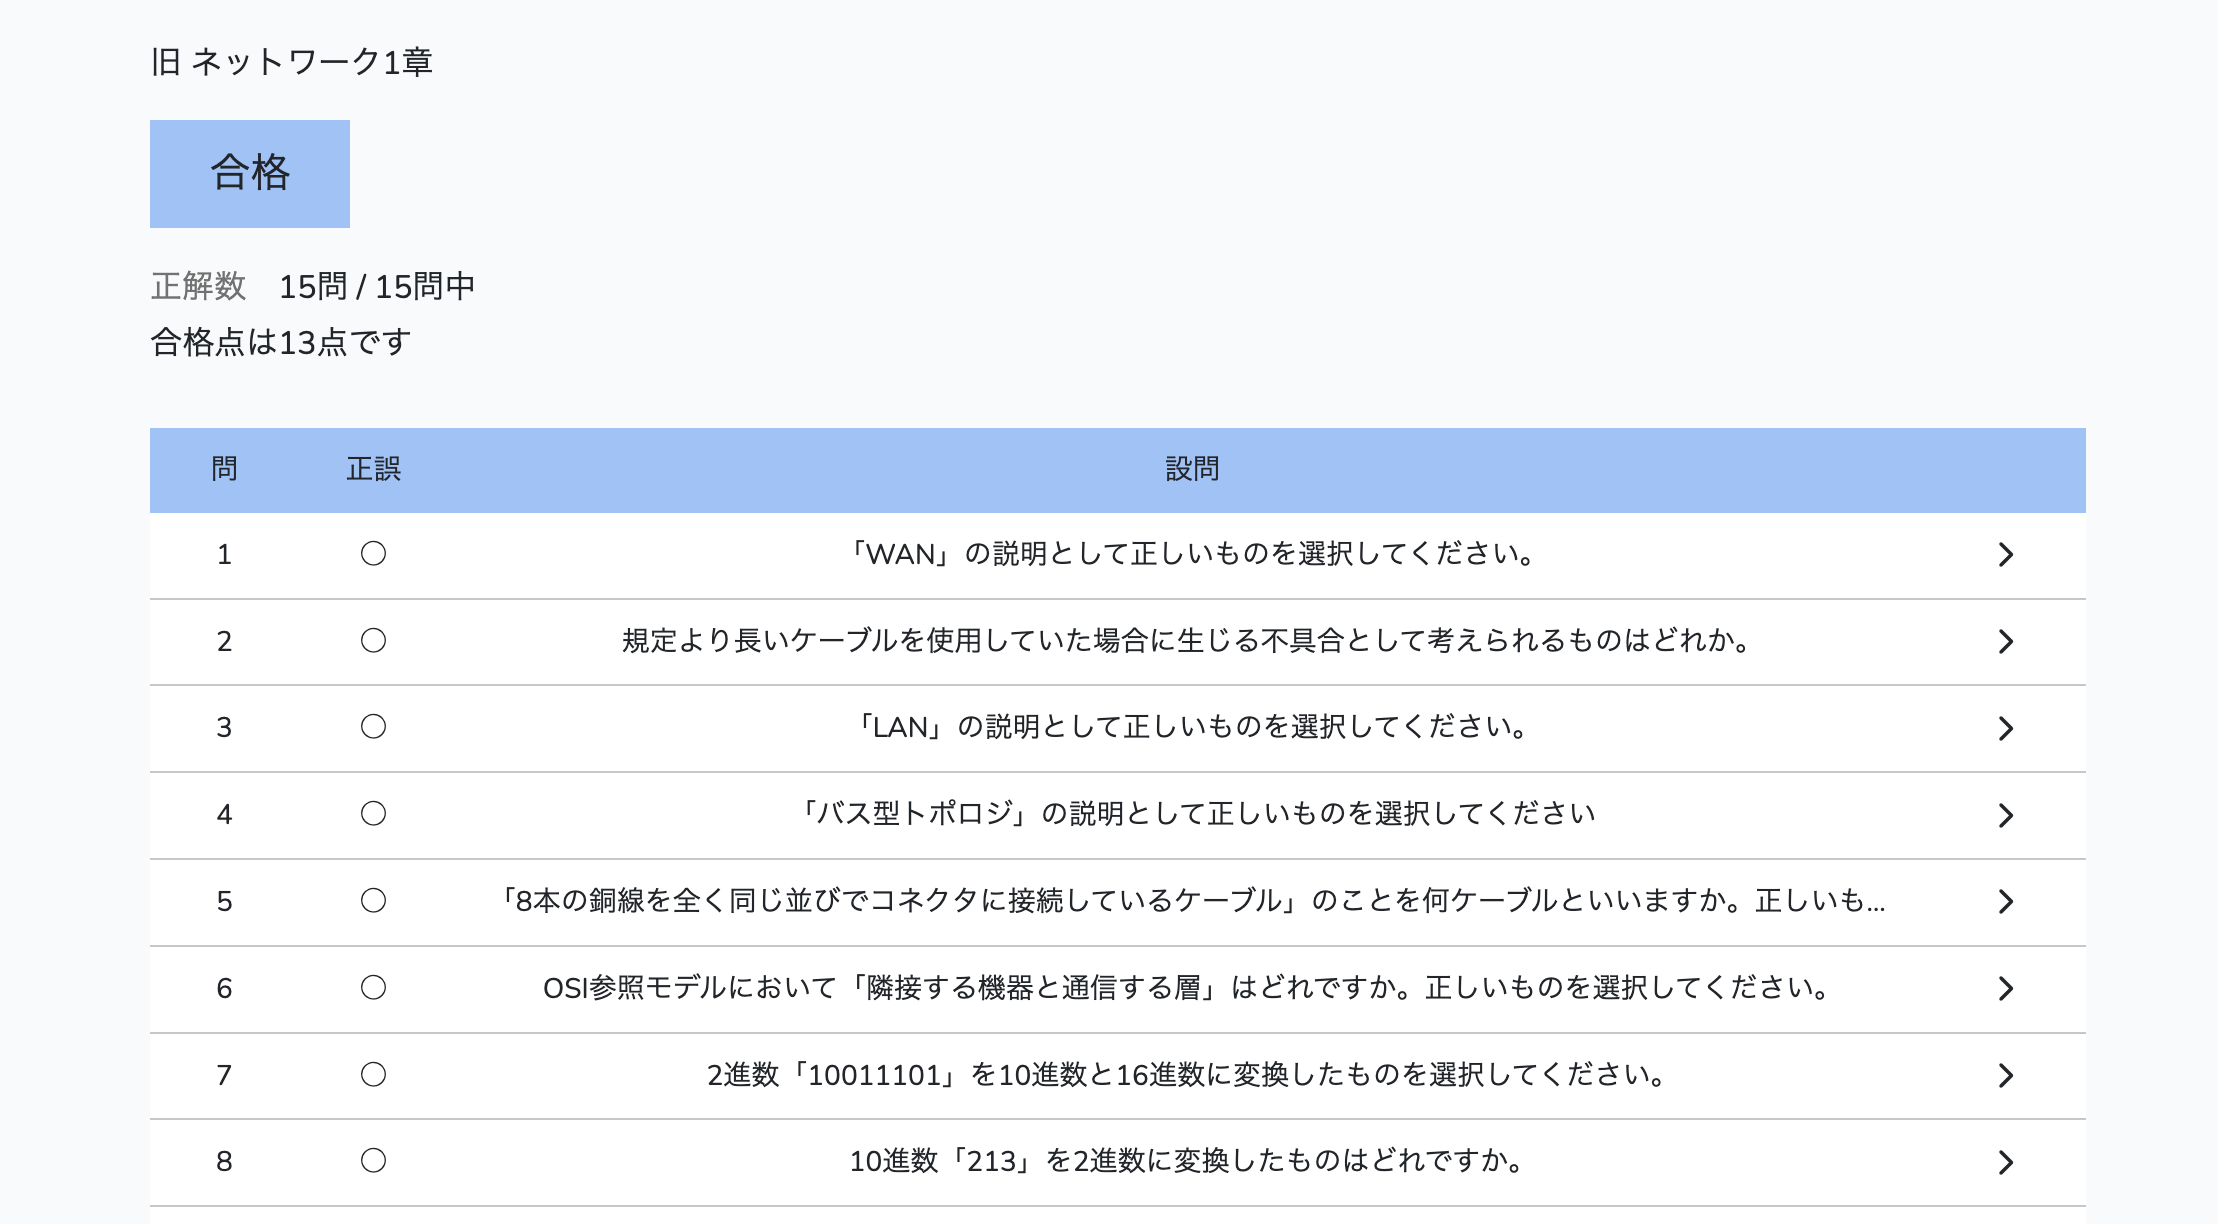 旧 ネットワーク1章
合格
正解数 15問 / 15問中
合格点は13点です
問 正誤 設問
1 ○ 「WAN」の説明として正しいものを選択してください。
2 ○ 規定より長いケーブルを使用していた場合に生じる不具合として考えられるものはどれか。
3 ○ 「LAN」の説明として正しいものを選択してください。
4 ○ 「バス型トポロジ」の説明として正しいものを選択してください
5 ○ 「8本の銅線を全く同じ並びでコネクタに接続しているケーブル」のことを何ケーブルといいますか。正しいも...
6 ○ OSI参照モデルにおいて「隣接する機器と通信する層」はどれですか。正しいものを選択してください。
7 ○ 2進数「10011101」を10進数と16進数に変換したものを選択してください。
8 ○ 10進数「213」を2進数に変換したものはどれですか。